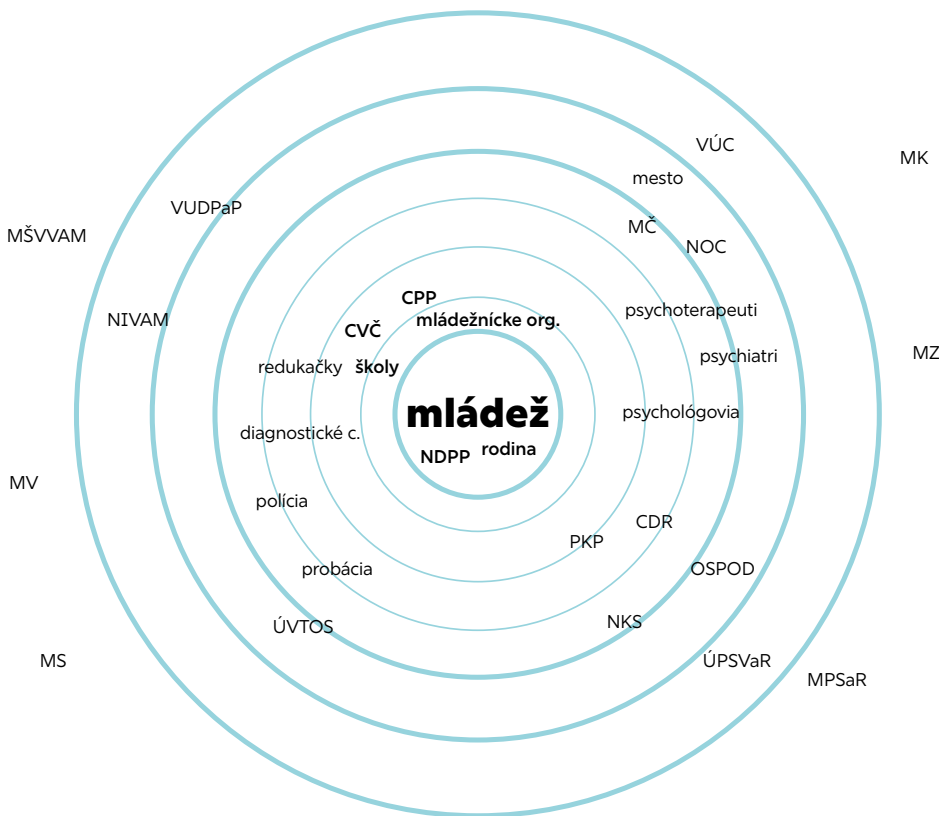 VÚC
MK
mesto
VUDPaP
MČ
MŠVVAM
NOC
CPP
psychoterapeuti
NIVAM
mládežnícke org.
CVČ
psychiatri
MZ
redukačky
školy
mládež
psychológovia
diagnostické c.
NDPP
rodina
MV
polícia
CDR
PKP
probácia
OSPOD
NKS
ÚVTOS
MS
ÚPSVaR
MPSaR